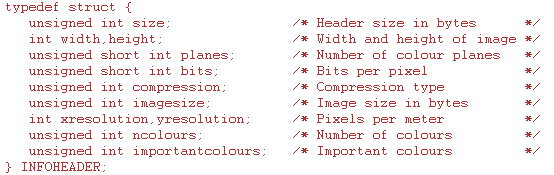 typedef struct {
   unsigned int size;               /* Header size in bytes      */
   int width,height;                /* Width and height of image */
   unsigned short int planes;       /* Number of colour planes   */
   unsigned short int bits;         /* Bits per pixel            */
   unsigned int compression;        /* Compression type          */
   unsigned int imagesize;          /* Image size in bytes       */
   int xresolution,yresolution;     /* Pixels per meter          */
   unsigned int ncolours;           /* Number of colours         */
   unsigned int importantcolours;   /* Important colours         */
} INFOHEADER;